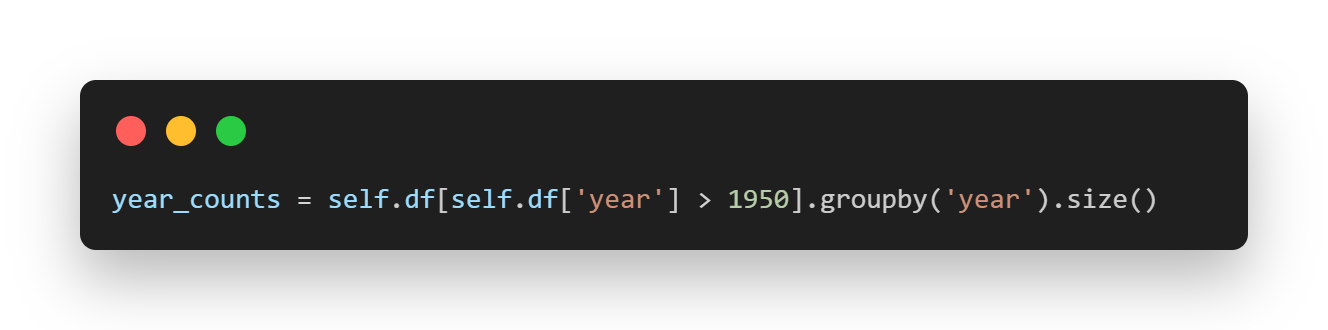 year_counts = self.df[self.df['year'] > 1950].groupby('year').size()